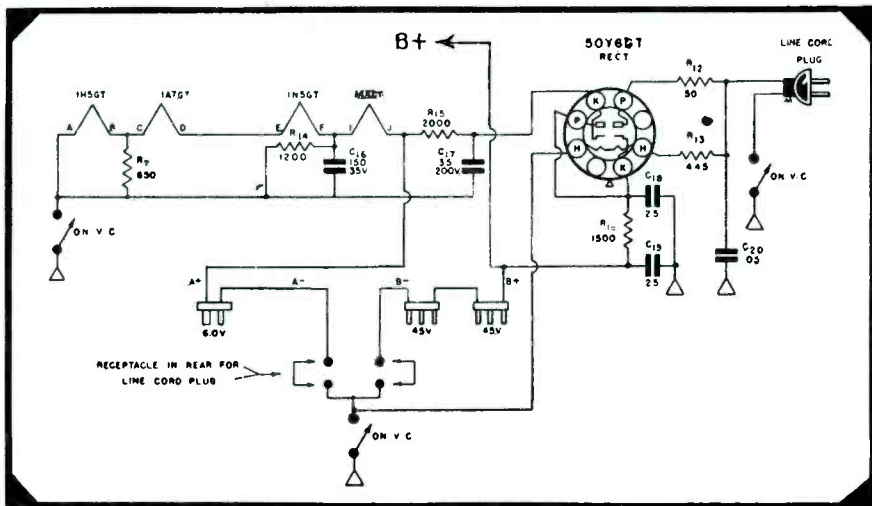 B+
50Y6GT
RECT
LINE CORD
PLUG
1H5GT
1A7GT
1N5GT
A
B
C
D
E
F
I
J
R14
1200
C16
150
35V
R15
2000
C17
35
200V
K
P
P
H
H
K
R12
50
R13
445
C18
25
1500
C19
25
C20
05
850
ON V C
ON V C
A+
A-
B-
B+
6.0V
45V
45V
RECEPTACLE IN REAR FOR
LINE CORD PLUG
ON V C